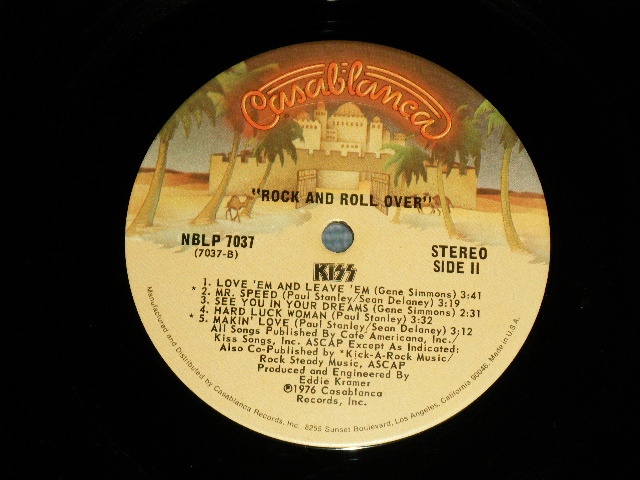 Casablanca
"ROCK AND ROLL OVER"
NBLP 7037
(7037-B)
STEREO
SIDE II
KISS
1. LOVE 'EM AND LEAVE 'EM (Gene Simmons) 3:41
* 2. MR. SPEED (Paul Stanley/Sean Delaney) 3:19
3. SEE YOU IN YOUR DREAMS (Gene Simmons) 2:31
4. HARD LUCK WOMAN (Paul Stanley) 3:32
* 5. MAKIN' LOVE (Paul Stanley/Sean Delaney) 3:12
All Songs Published By Cafe Americana, Inc./
Kiss Songs, Inc. ASCAP Except As Indicated:
Also Co-Published by *Kick-A-Rock Music/
Rock Steady Music, ASCAP
Produced and Engineered By
Eddie Kramer
℗1976 Casablanca
Records, Inc.
Manufactured and Distributed by Casablanca Records, Inc. 8255 Sunset Boulevard, Los Angeles, California 90046. Made in U.S.A.